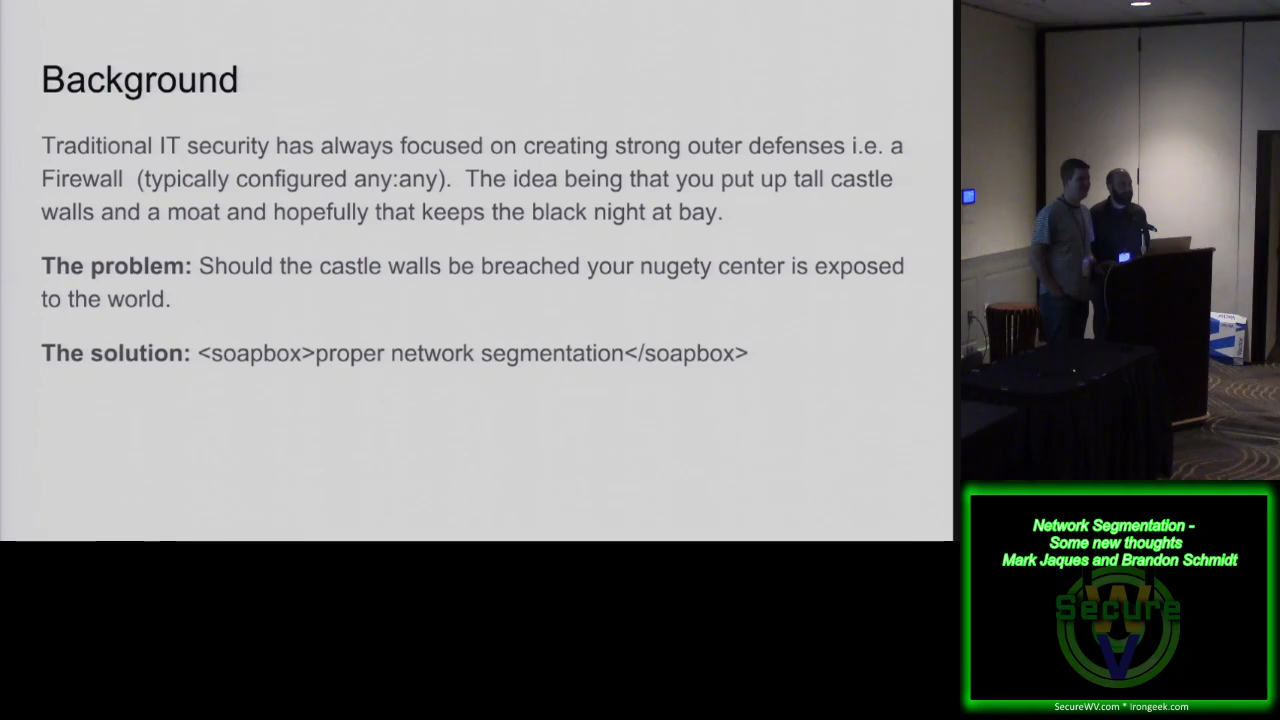 Background
Traditional IT security has always focused on creating strong outer defenses i.e. a
Firewall  (typically configured any:any).  The idea being that you put up tall castle
walls and a moat and hopefully that keeps the black night at bay.
The problem: Should the castle walls be breached your nugety center is exposed
to the world.
The solution: <soapbox>proper network segmentation</soapbox>
Network Segmentation -
Some new thoughts
Mark Jaques and Brandon Schmidt
Secure
W
V
SecureWV.com * Irongeek.com